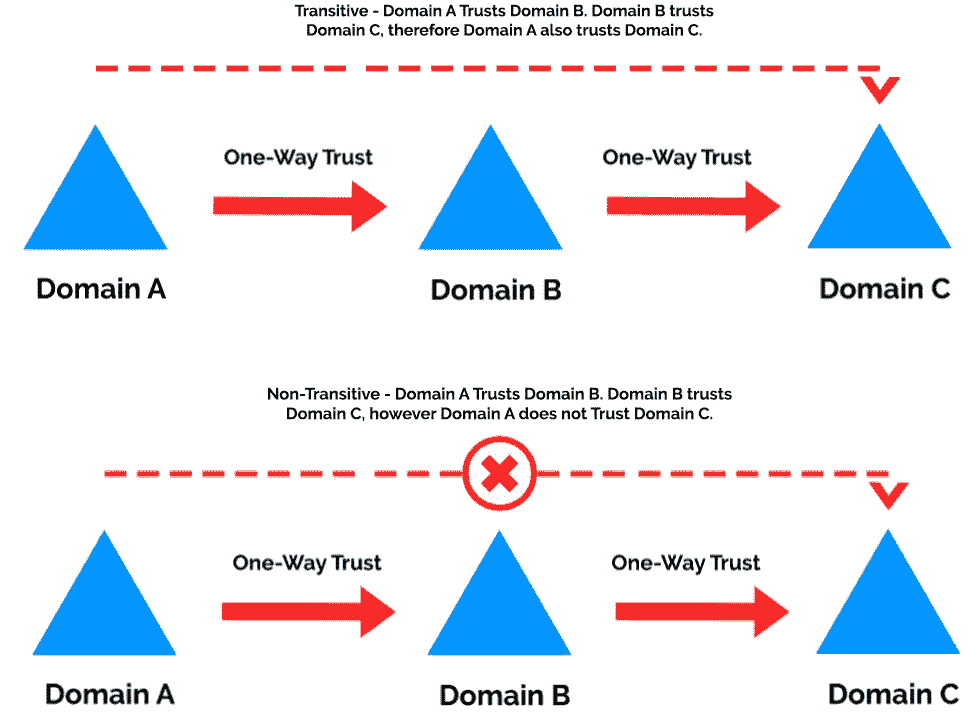 Transitive - Domain A Trusts Domain B. Domain B trusts
Domain C, therefore Domain A also trusts Domain C.
One-Way Trust
One-Way Trust
Domain A
Domain B
Domain C
Non-Transitive - Domain A Trusts Domain B. Domain B trusts
Domain C, however Domain A does not Trust Domain C.
One-Way Trust
One-Way Trust
Domain A
Domain B
Domain C